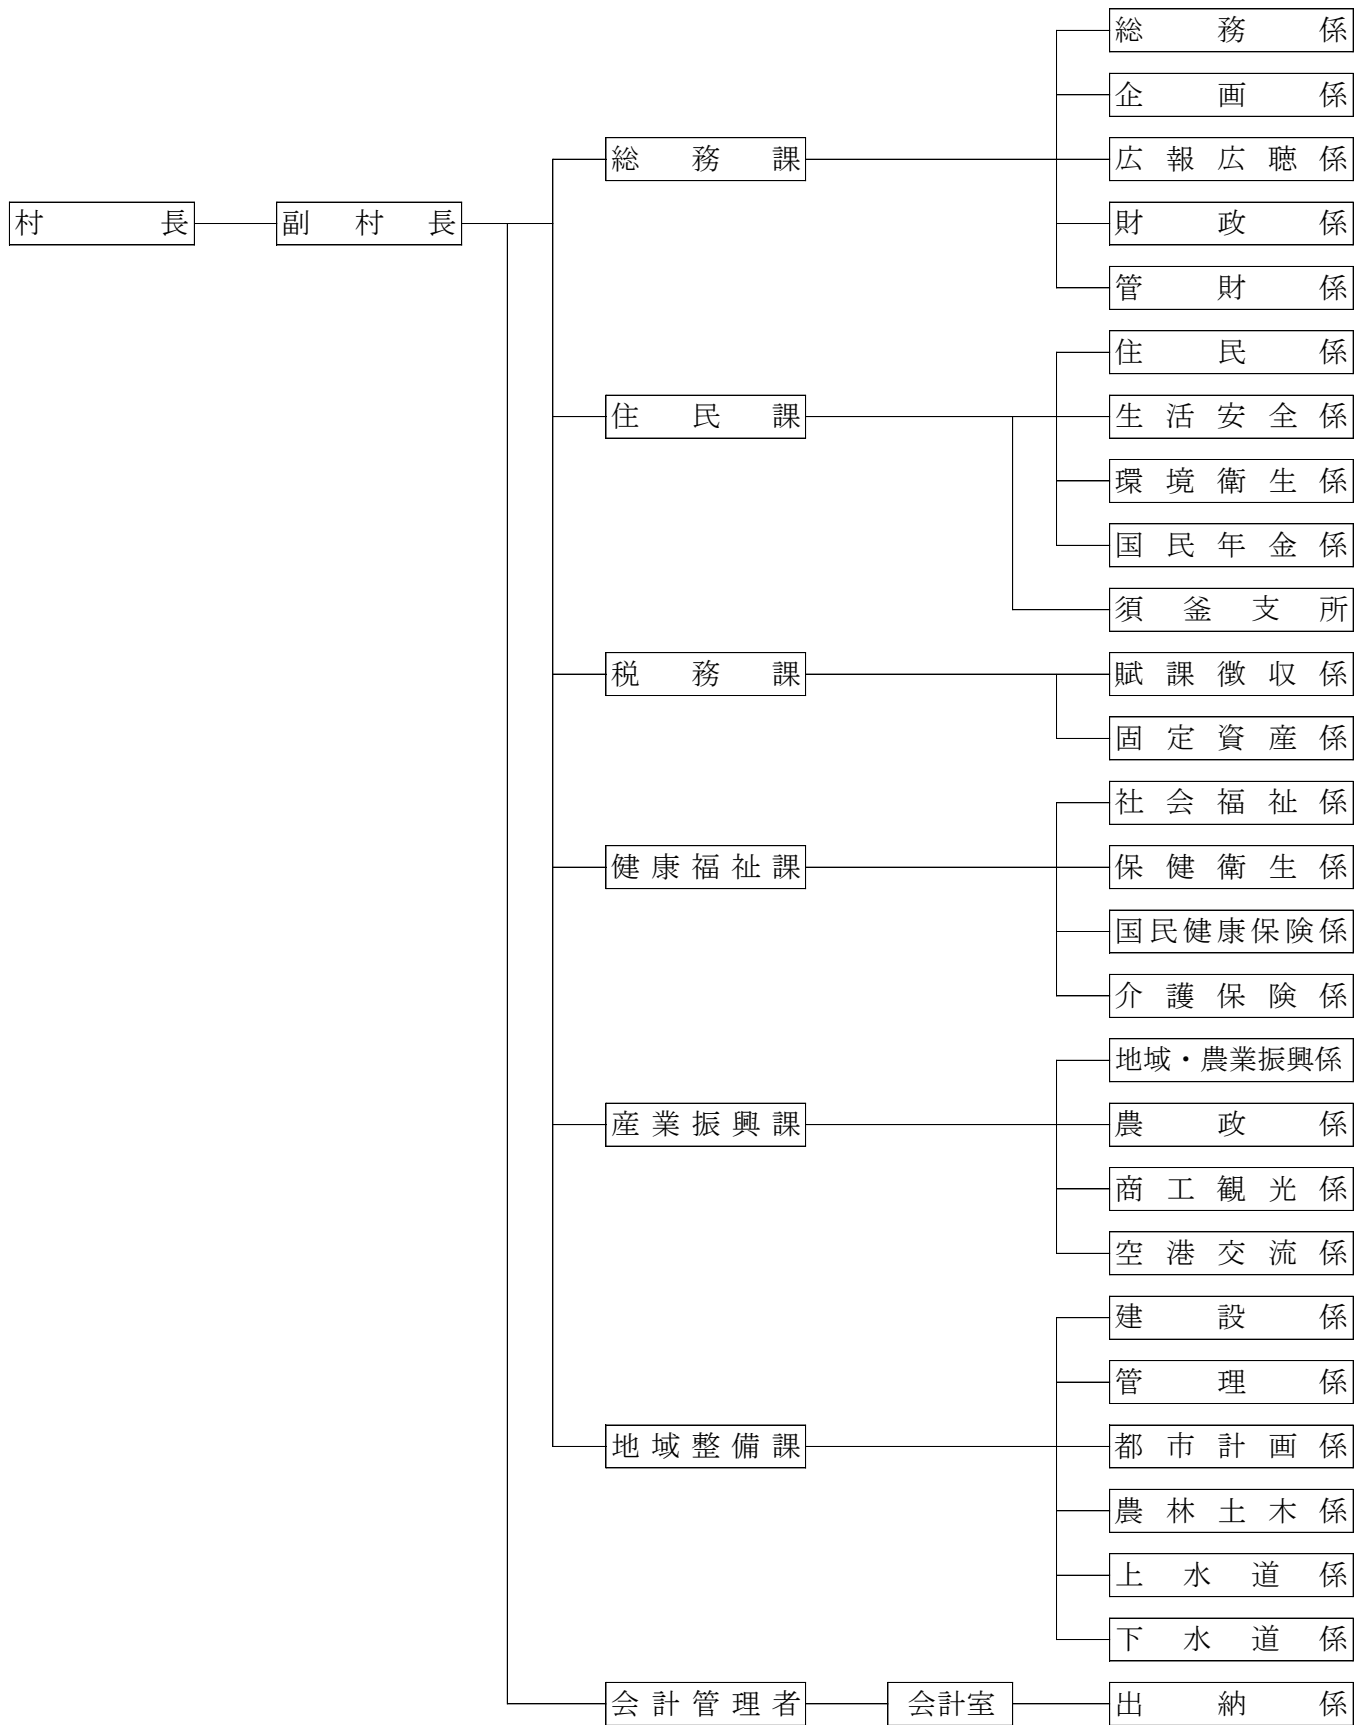 総務係
企画係
総務課
広報広聴係
村長
副村長
財政係
管財係
住民係
住民課
生活安全係
環境衛生係
国民年金係
須釜支所
税務課
賦課徴収係
固定資産係
社会福祉係
健康福祉課
保健衛生係
国民健康保険係
介護保険係
地域・農業振興係
産業振興課
農政係
商工観光係
空港交流係
建設係
管理係
地域整備課
都市計画係
農林土木係
上水道係
下水道係
会計管理者
会計室
出納係